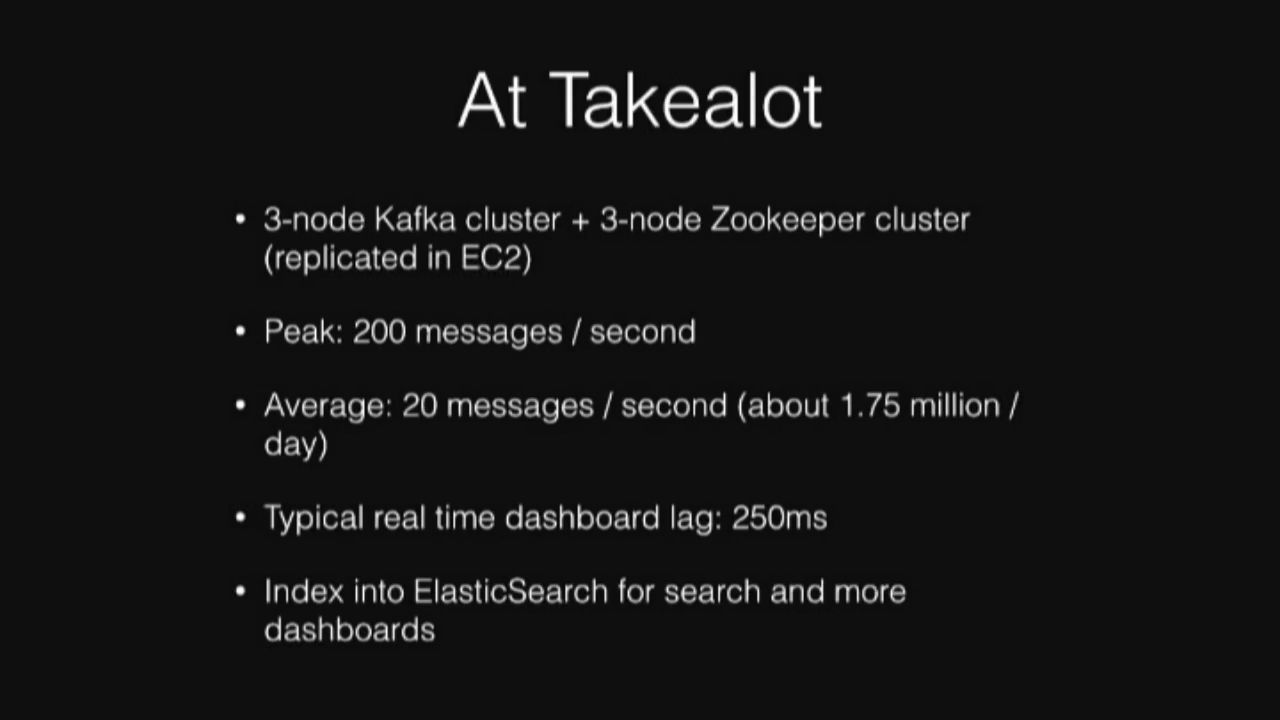 At Takealot
• 3-node Kafka cluster + 3-node Zookeeper cluster
(replicated in EC2)
• Peak: 200 messages / second
• Average: 20 messages / second (about 1.75 million /
day)
• Typical real time dashboard lag: 250ms
• Index into ElasticSearch for search and more
dashboards